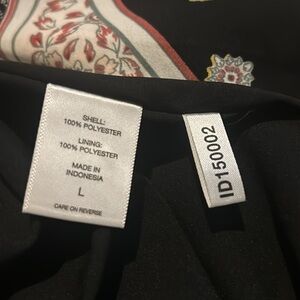 SHELL:
100% POLYESTER
LINING:
100% POLYESTER
MADE IN
INDONESIA
L
CARE ON REVERSE
ID150002